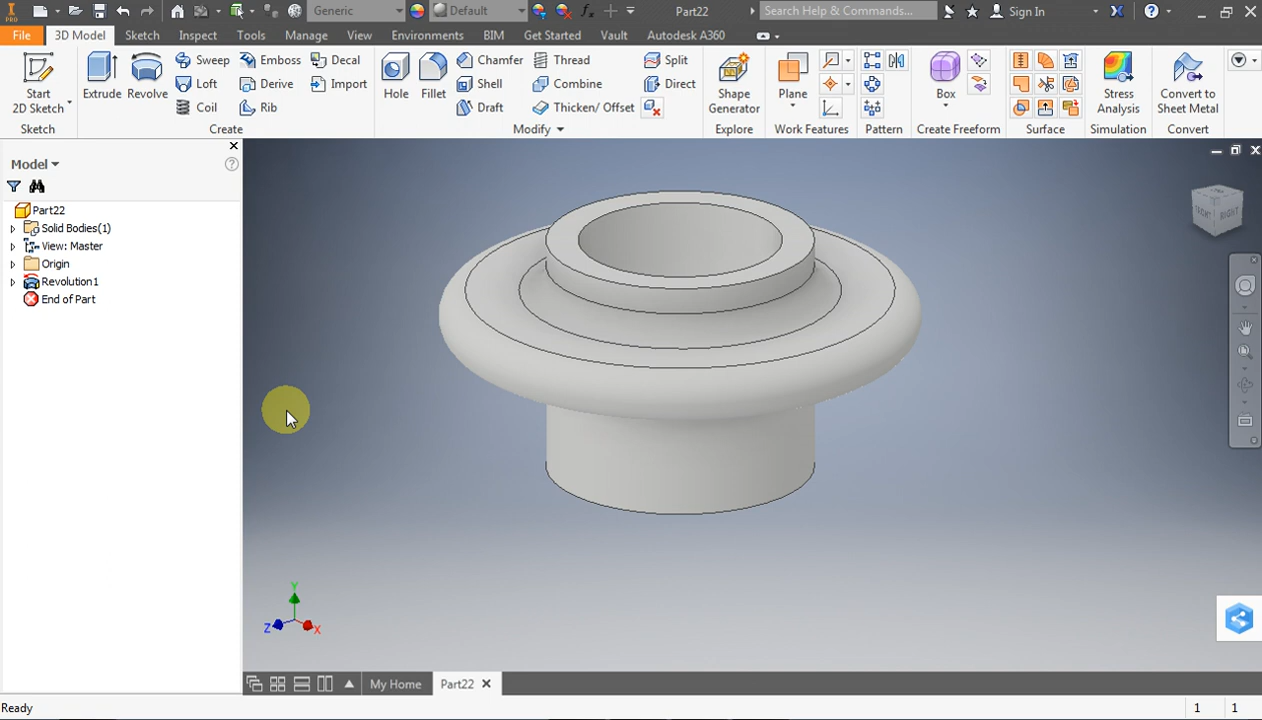 PRO Generic Default fx Part22 Search Help & Commands... Sign In ?
File 3D Model Sketch Inspect Tools Manage View Environments BIM Get Started Vault Autodesk A360
Start 2D Sketch
Extrude
Revolve
Sweep Emboss Decal
Loft Derive Import
Coil Rib
Hole
Fillet
Chamfer Thread Split
Shell Combine Direct
Draft Thicken/ Offset
Shape Generator
Plane
Box
Stress Analysis
Convert to Sheet Metal
Sketch Create Modify Explore Work Features Pattern Create Freeform Surface Simulation Convert
Model ?
Part22
Solid Bodies(1)
View: Master
Origin
Revolution1
End of Part
FRONT RIGHT
Y
Z X
My Home Part22
Ready 1 1